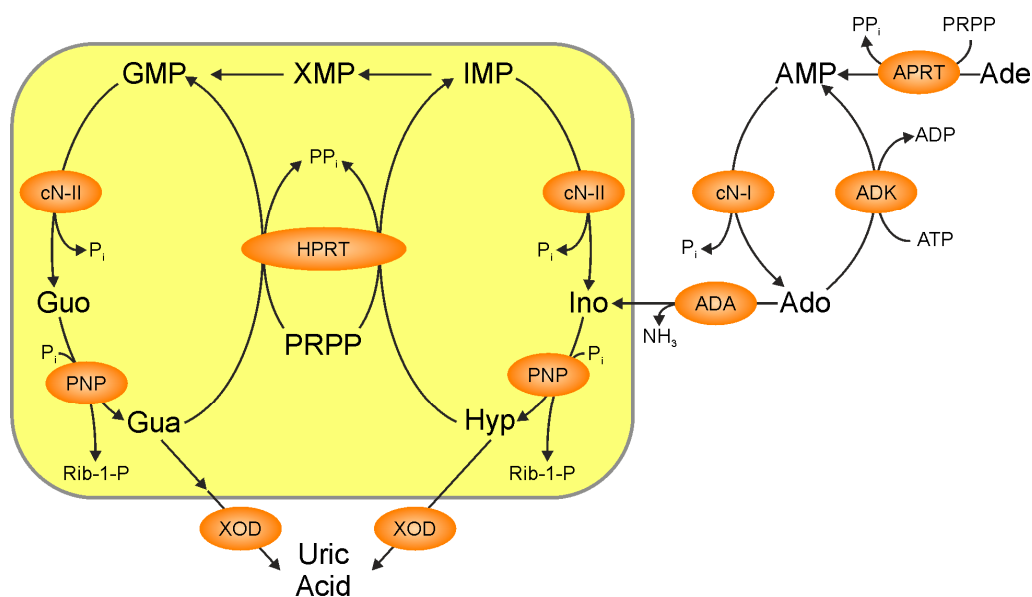 PPi PRPP
GMP XMP IMP AMP APRT Ade
ADP
PPi
cN-II cN-II cN-I ADK
Pi HPRT Pi Pi ATP
Guo Ino ADA Ado
PRPP NH3
Pi Pi
PNP PNP
Gua Hyp
Rib-1-P Rib-1-P
XOD XOD
Uric
Acid